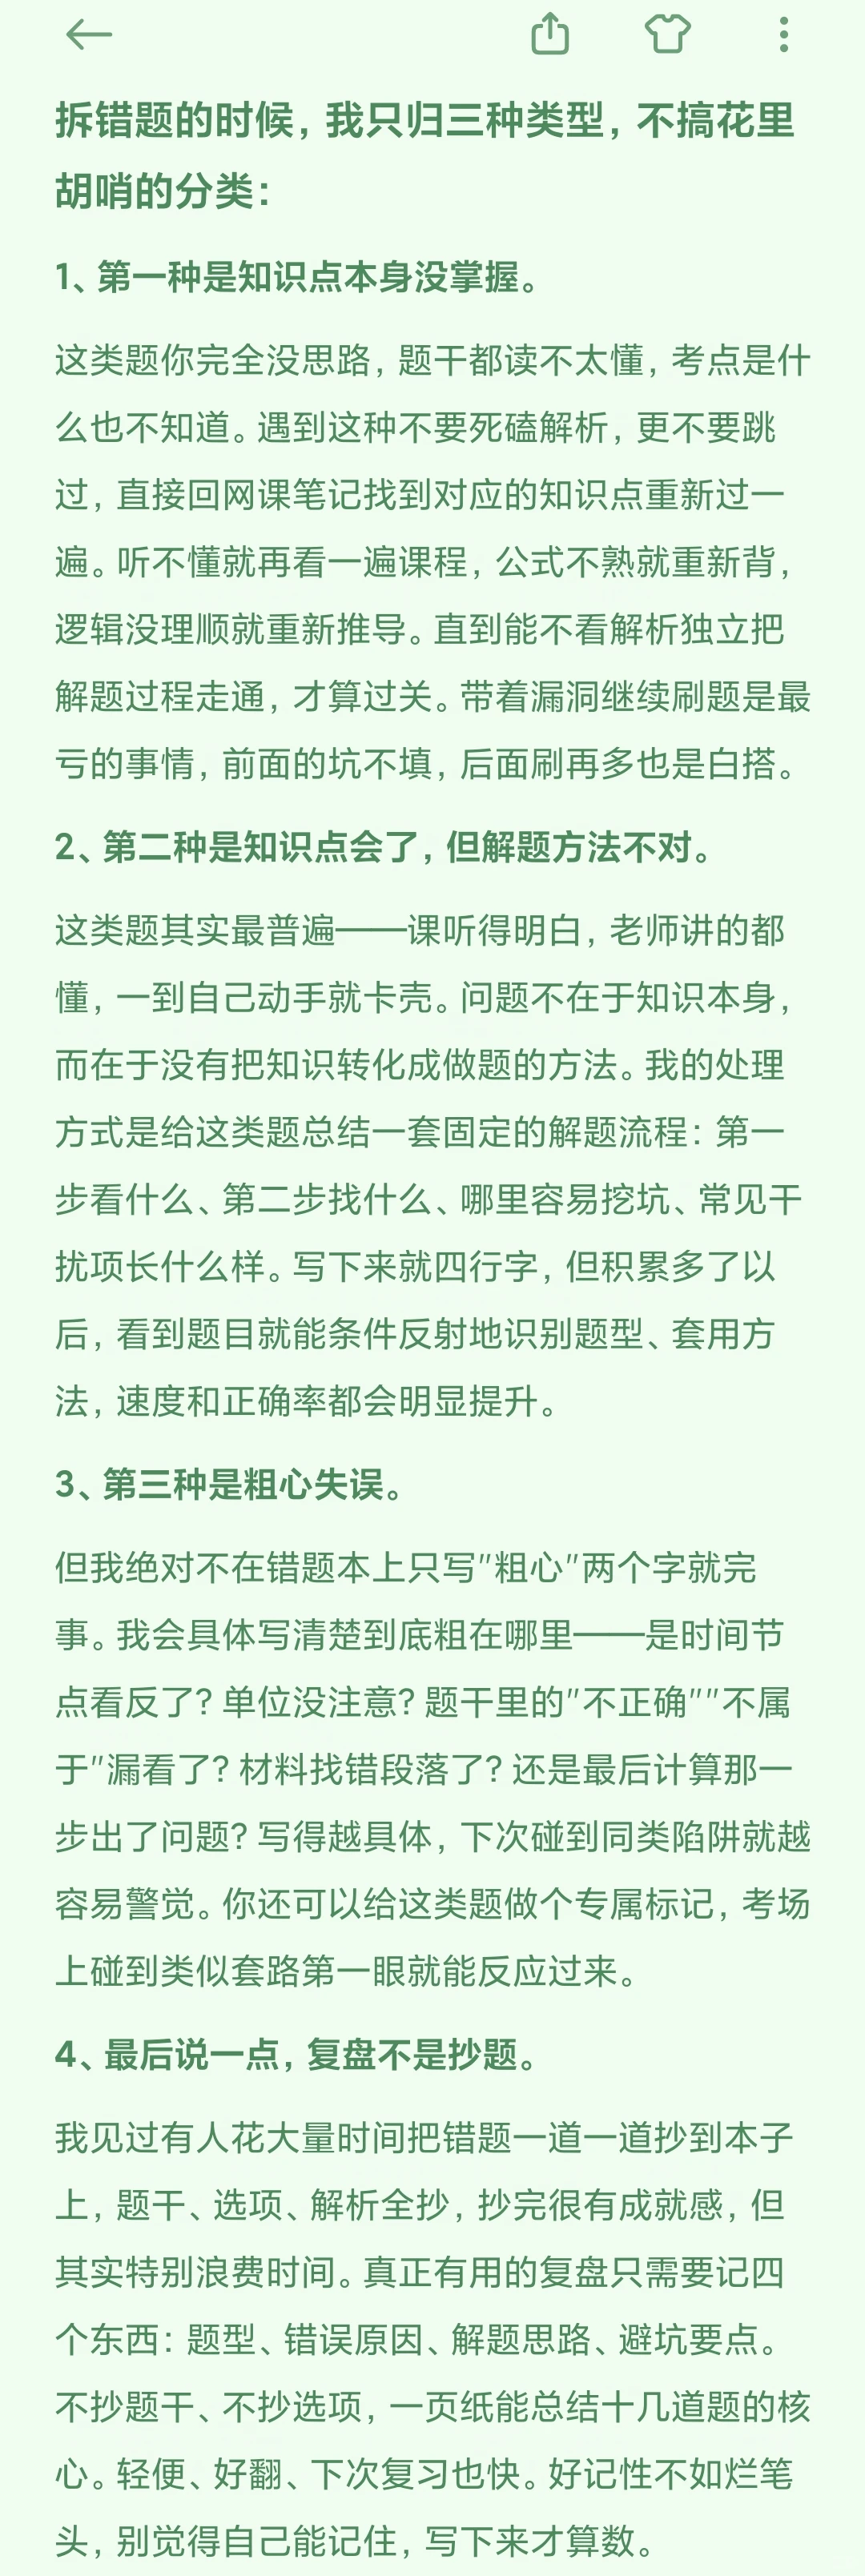 拆错题的时候，我只归三种类型，不搞花里
胡哨的分类：
1、第一种是知识点本身没掌握。
这类题你完全没思路，题干都读不太懂，考点是什
么也不知道。遇到这种不要死磕解析，更不要跳
过，直接回网课笔记找到对应的知识点重新过一
遍。听不懂就再看一遍课程，公式不熟就重新背，
逻辑没理顺就重新推导。直到能不看解析独立把
解题过程走通，才算过关。带着漏洞继续刷题是最
亏的事情，前面的坑不填，后面刷再多也是白搭。
2、第二种是知识点会了，但解题方法不对。
这类题其实最普遍——课听得明白，老师讲的都
懂，一到自己动手就卡壳。问题不在于知识本身，
而在于没有把知识转化成做题的方法。我的处理
方式是给这类题总结一套固定的解题流程：第一
步看什么、第二步找什么、哪里容易挖坑、常见干
扰项长什么样。写下来就四行字，但积累多了以
后，看到题目就能条件反射地识别题型、套用方
法，速度和正确率都会明显提升。
3、第三种是粗心失误。
但我绝对不在错题本上只写"粗心"两个字就完
事。我会具体写清楚到底粗在哪里——是时间节
点看反了？单位没注意？题干里的"不正确""不属
于"漏看了？材料找错段落了？还是最后计算那一
步出了问题？写得越具体，下次碰到同类陷阱就越
容易警觉。你还可以给这类题做个专属标记，考场
上碰到类似套路第一眼就能反应过来。
4、最后说一点，复盘不是抄题。
我见过有人花大量时间把错题一道一道抄到本子
上，题干、选项、解析全抄，抄完很有成就感，但
其实特别浪费时间。真正有用的复盘只需要记四
个东西：题型、错误原因、解题思路、避坑要点。
不抄题干、不抄选项，一页纸能总结十几道题的核
心。轻便、好翻、下次复习也快。好记性不如烂笔
头，别觉得自己能记住，写下来才算数。